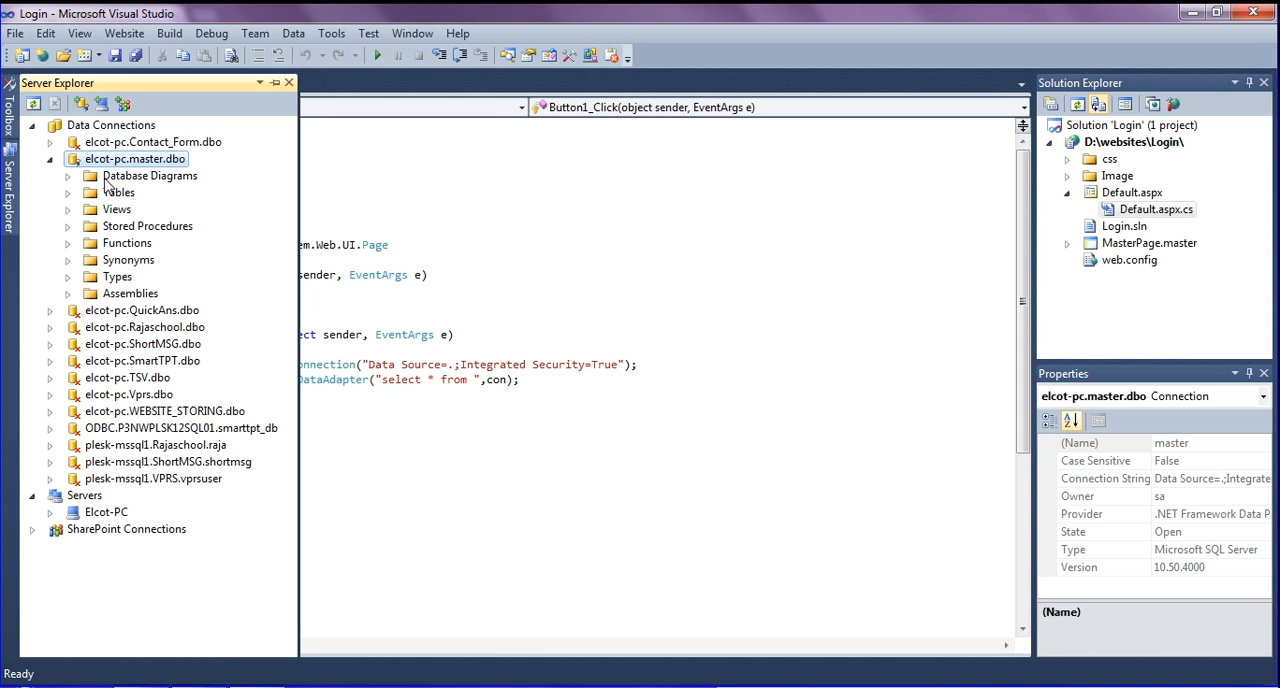 Login - Microsoft Visual Studio
File Edit View Website Build Debug Team Data Tools Test Window Help
Toolbox
Server Explorer
Server Explorer
Data Connections
elcot-pc.Contact_Form.dbo
elcot-pc.master.dbo
Database Diagrams
Tables
Views
Stored Procedures
Functions
Synonyms
Types
Assemblies
elcot-pc.QuickAns.dbo
elcot-pc.Rajaschool.dbo
elcot-pc.ShortMSG.dbo
elcot-pc.SmartTPT.dbo
elcot-pc.TSV.dbo
elcot-pc.Vprs.dbo
elcot-pc.WEBSITE_STORING.dbo
ODBC.P3NWPLSK12SQL01.smarttpt_db
plesk-mssql1.Rajaschool.raja
plesk-mssql1.ShortMSG.shortmsg
plesk-mssql1.VPRS.vprsuser
Servers
Elcot-PC
SharePoint Connections
Button1_Click(object sender, EventArgs e)
em.Web.UI.Page
sender, EventArgs e)
ect sender, EventArgs e)
onnection("Data Source=.;Integrated Security=True");
DataAdapter("select * from ",con);
Solution Explorer
Solution 'Login' (1 project)
D:\websites\Login\
css
Image
Default.aspx
Default.aspx.cs
Login.sln
MasterPage.master
web.config
Properties
elcot-pc.master.dbo Connection
(Name) master
Case Sensitive False
Connection String Data Source=.;Integrate
Owner sa
Provider .NET Framework Data P
State Open
Type Microsoft SQL Server
Version 10.50.4000
(Name)
Ready